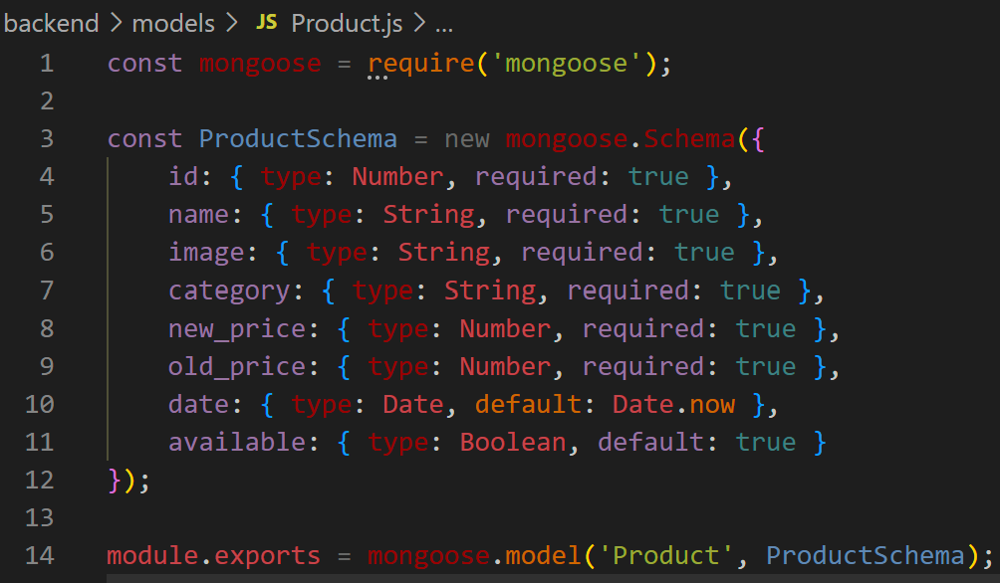 backend > models > JS Product.js > ...
1 const mongoose = require('mongoose');
2
3 const ProductSchema = new mongoose.Schema({
4     id: { type: Number, required: true },
5     name: { type: String, required: true },
6     image: { type: String, required: true },
7     category: { type: String, required: true },
8     new_price: { type: Number, required: true },
9     old_price: { type: Number, required: true },
10     date: { type: Date, default: Date.now },
11     available: { type: Boolean, default: true }
12 });
13
14 module.exports = mongoose.model('Product', ProductSchema);